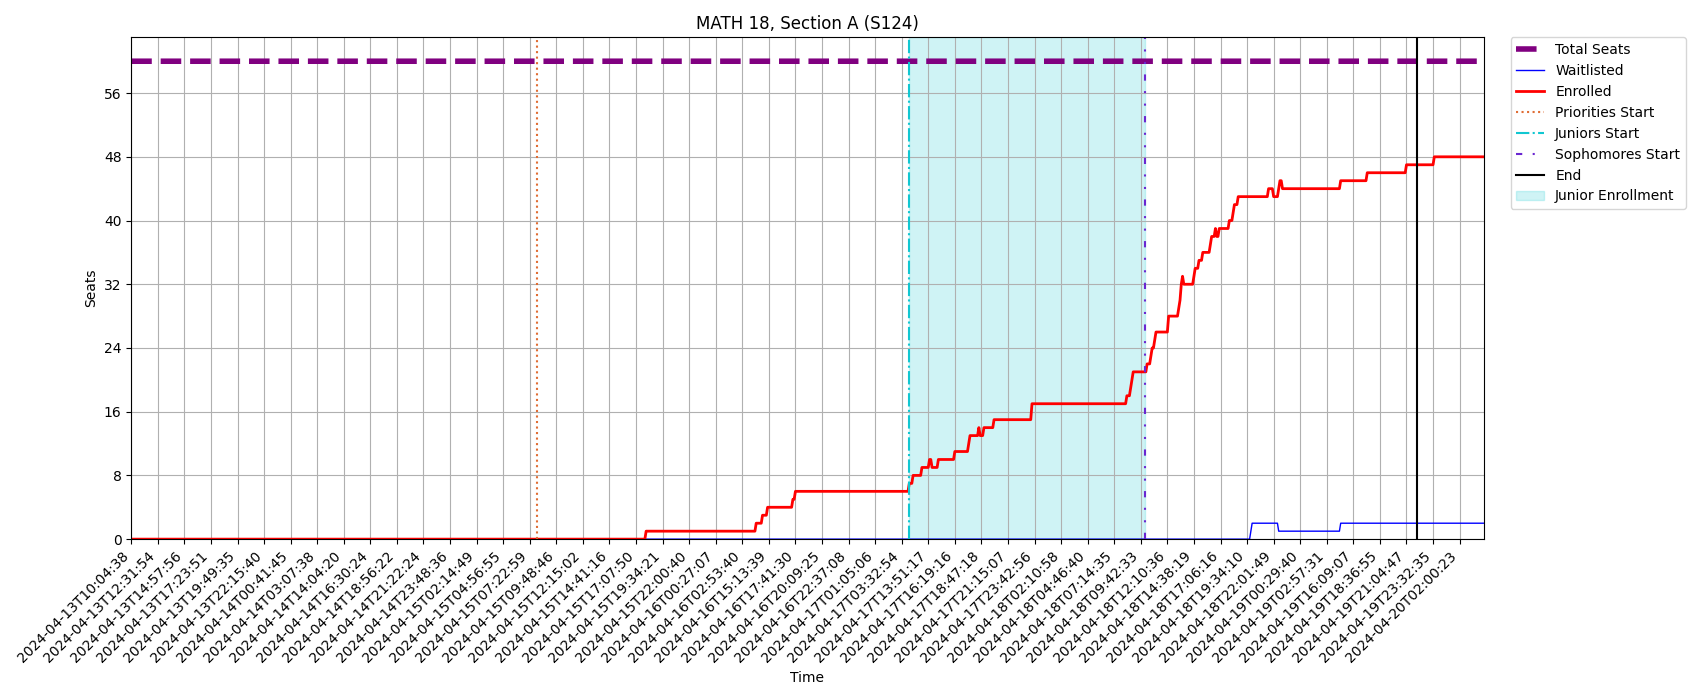 MATH 18, Section A (S124)
Total Seats
Waitlisted
Enrolled
Priorities Start
Juniors Start
Sophomores Start
End
Junior Enrollment
Seats
56
48
40
32
24
16
8
0
2024-04-13T10:04:38
2024-04-13T12:31:54
2024-04-13T14:57:56
2024-04-13T17:23:51
2024-04-13T19:49:35
2024-04-13T22:15:40
2024-04-14T00:41:45
2024-04-14T03:07:38
2024-04-14T14:04:20
2024-04-14T16:30:24
2024-04-14T18:56:22
2024-04-14T21:22:24
2024-04-14T23:48:36
2024-04-15T02:14:49
2024-04-15T04:56:55
2024-04-15T07:22:59
2024-04-15T09:48:46
2024-04-15T12:15:02
2024-04-15T14:41:16
2024-04-15T17:07:50
2024-04-15T19:34:21
2024-04-15T22:00:40
2024-04-16T00:27:07
2024-04-16T02:53:40
2024-04-16T15:13:39
2024-04-16T17:41:30
2024-04-16T20:09:25
2024-04-16T22:37:08
2024-04-17T01:05:06
2024-04-17T03:32:54
2024-04-17T13:51:17
2024-04-17T16:19:16
2024-04-17T18:47:18
2024-04-17T21:15:07
2024-04-17T23:42:56
2024-04-18T02:10:58
2024-04-18T04:46:40
2024-04-18T07:14:35
2024-04-18T09:42:33
2024-04-18T12:10:36
2024-04-18T14:38:19
2024-04-18T17:06:16
2024-04-18T19:34:10
2024-04-18T22:01:49
2024-04-19T00:29:40
2024-04-19T02:57:31
2024-04-19T16:09:07
2024-04-19T18:36:55
2024-04-19T21:04:47
2024-04-19T23:32:35
2024-04-20T02:00:23
Time